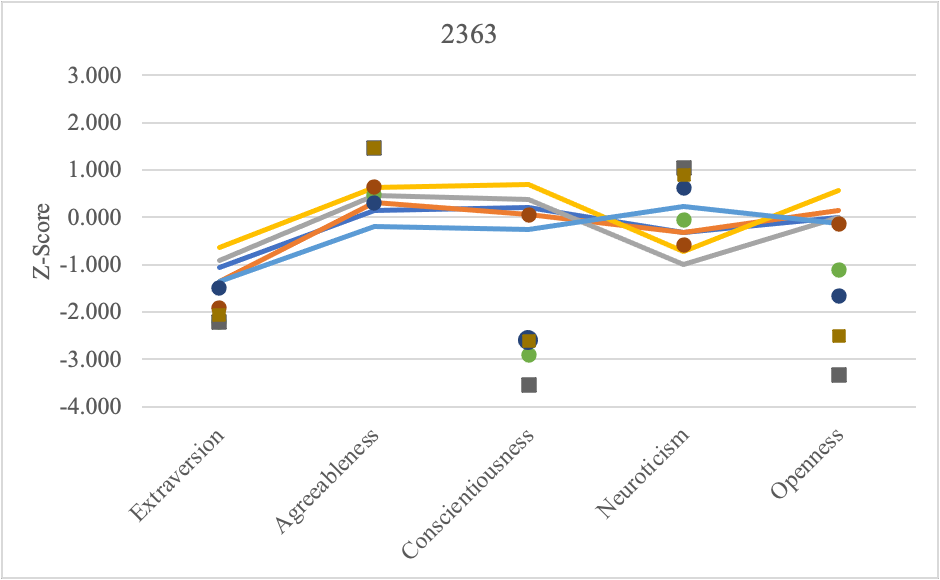 2363
3.000
2.000
1.000
0.000
-1.000
-2.000
-3.000
-4.000
Z-Score
Extraversion
Agreeableness
Conscientiousness
Neuroticism
Openness